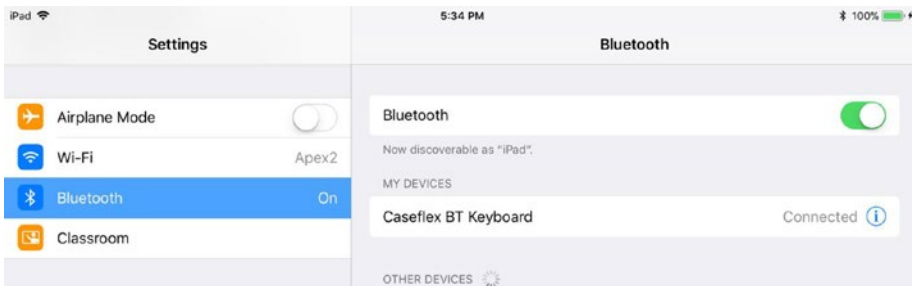 iPad 5:34 PM 100%
Settings
Bluetooth
Airplane Mode
Wi-Fi Apex2
Bluetooth On
Classroom
Bluetooth
Now discoverable as "iPad".
MY DEVICES
Caseflex BT Keyboard Connected
OTHER DEVICES